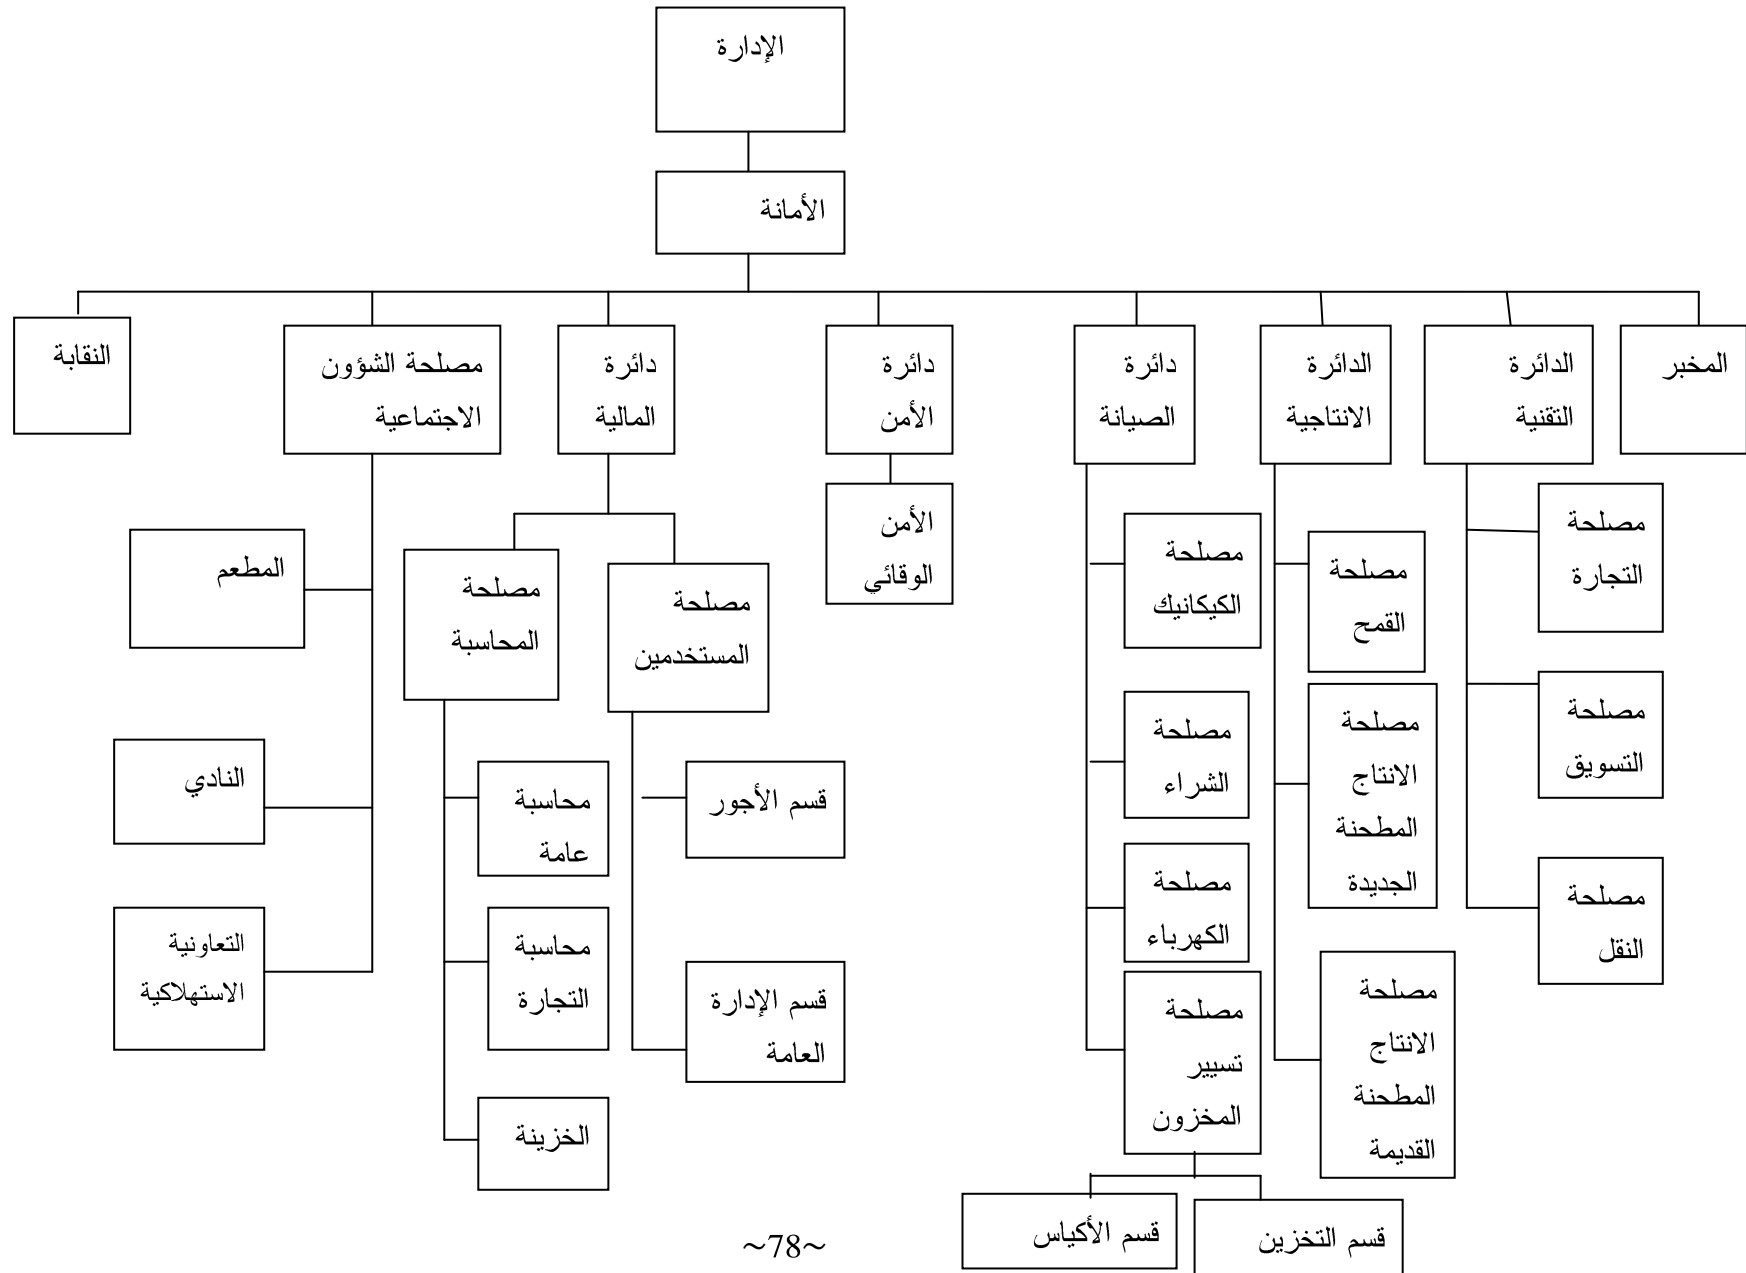 الإدارة
الأمانة
المخبر
الدائرة
التقنية
الدائرة
الانتاجية
دائرة
الصيانة
دائرة
الأمن
دائرة
المالية
مصلحة الشؤون
الاجتماعية
النقابة
مصلحة
التجارة
مصلحة
التسويق
مصلحة
النقل
مصلحة
القمح
مصلحة
الانتاج
المطحنة
الجديدة
مصلحة
الانتاج
المطحنة
القديمة
مصلحة
الكيكانيك
مصلحة
الشراء
مصلحة
الكهرباء
مصلحة
تسيير
المخزون
قسم التخزين
قسم الأكياس
الأمن
الوقائي
مصلحة
المستخدمين
قسم الأجور
قسم الإدارة
العامة
مصلحة
المحاسبة
محاسبة
عامة
محاسبة
التجارة
الخزينة
المطعم
النادي
التعاونية
الاستهلاكية
~78~